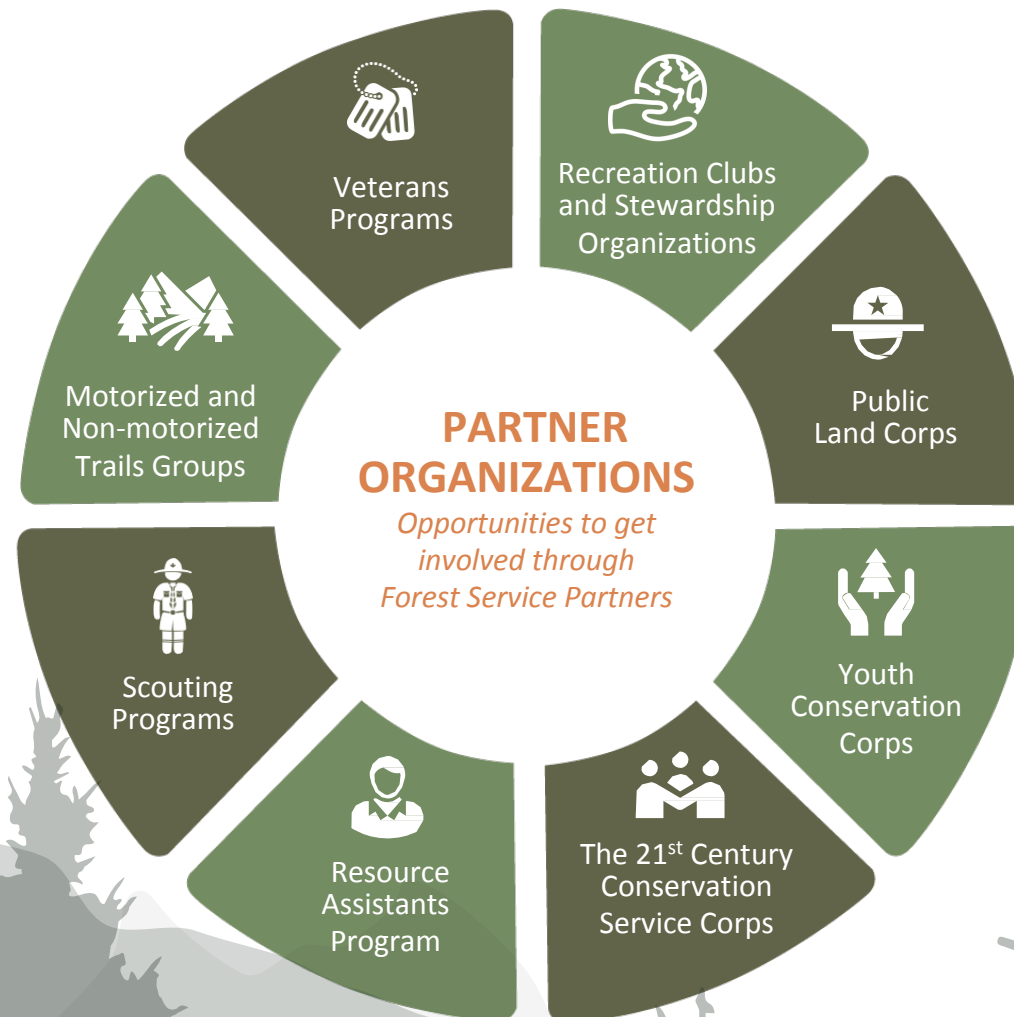 PARTNER
ORGANIZATIONS
Opportunities to get
involved through
Forest Service Partners
Recreation Clubs
and Stewardship
Organizations
Public
Land Corps
Youth
Conservation
Corps
The 21st Century
Conservation
Service Corps
Resource
Assistants
Program
Scouting
Programs
Motorized and
Non-motorized
Trails Groups
Veterans
Programs